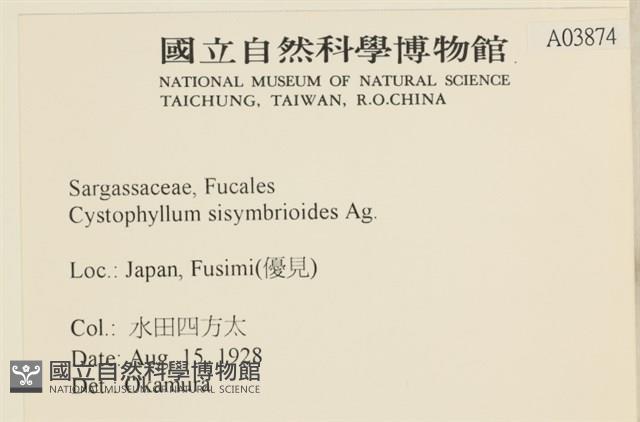 國立自然科學博物館
A03874
NATIONAL MUSEUM OF NATURAL SCIENCE
TAICHUNG, TAIWAN, R.O.CHINA
Sargassaceae, Fucales
Cystophyllum sisymbrioides Ag.
Loc.: Japan, Fusimi(優見)
Col.: 水田四方太
Date: Aug. 15, 1928
國立自然科學博物館
Det.: Okamura
NATIONAL MUSEUM OF NATURAL SCIENCE